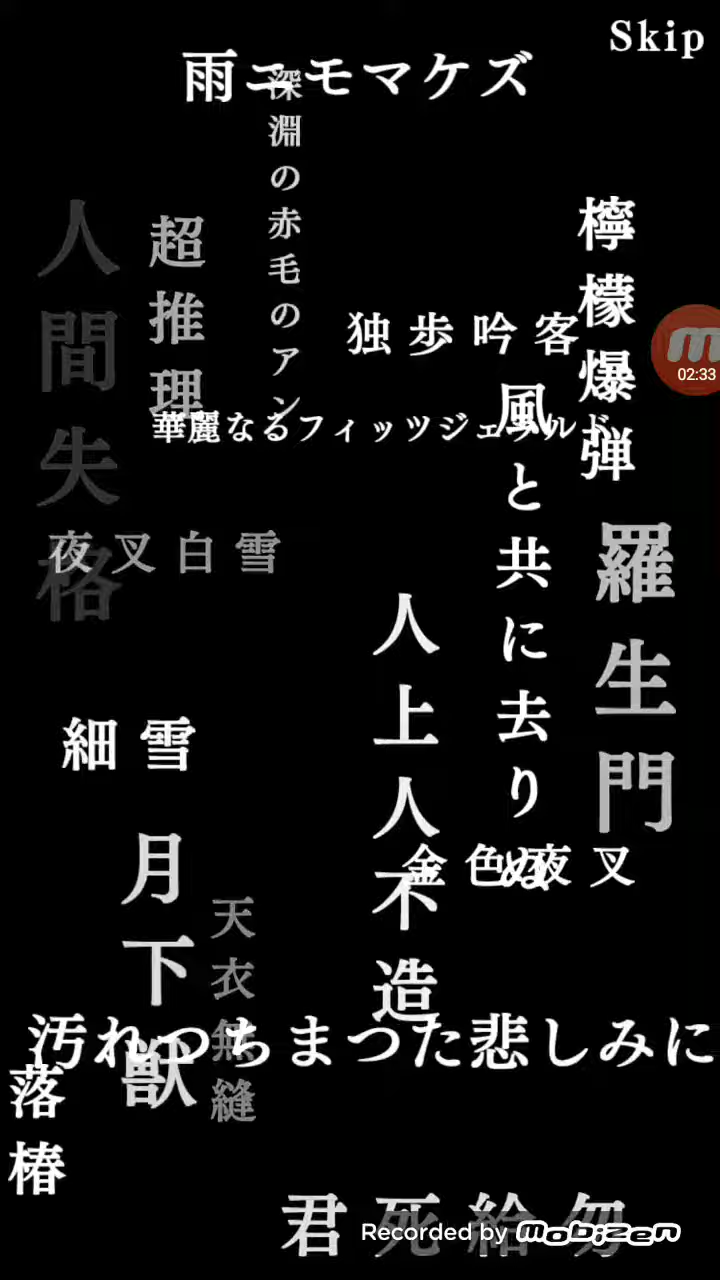 Skip
雨ニモマケズ
深淵の赤毛のアン
人間失格
超推理
檸檬爆弾
独歩吟客
02:33
風と共に去りぬ
華麗なるフィッツジェラルド
夜叉白雪
羅生門
人上人不造
細雪
月下獣
金色夜叉
天衣無縫
汚れつちまつた悲しみに
落椿
君死給勿
Recorded by mobizen